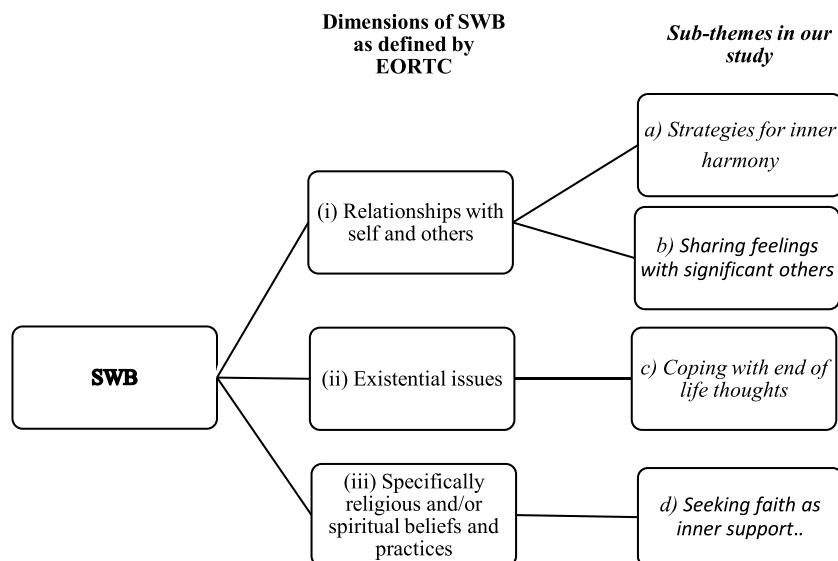 Dimensions of SWB
as defined by
EORTC
Sub-themes in our
study
SWB
(i) Relationships with
self and others
a) Strategies for inner
harmony
b) Sharing feelings
with significant others
(ii) Existential issues
c) Coping with end of
life thoughts
(iii) Specifically
religious and/or
spiritual beliefs and
practices
d) Seeking faith as
inner support..